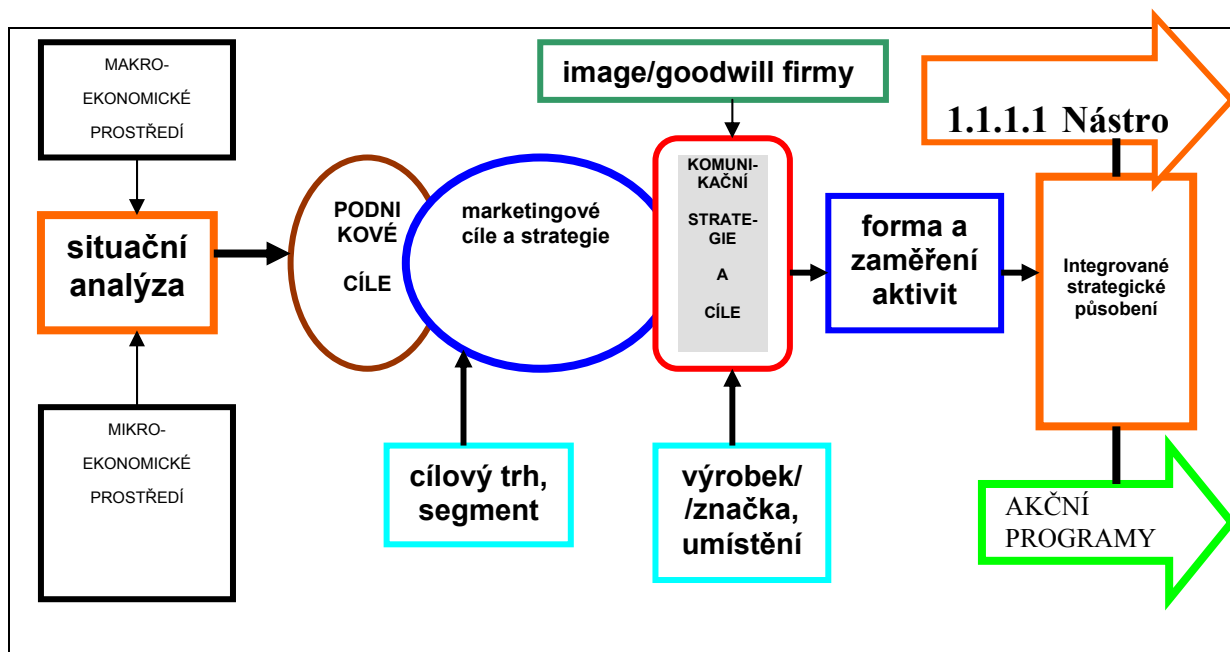 MAKRO-
EKONOMICKÉ
PROSTŘEDÍ
situační
analýza
MIKRO-
EKONOMICKÉ
PROSTŘEDÍ
PODNI
KOVÉ
CÍLE
marketingové
cíle a strategie
cílový trh,
segment
image/goodwill firmy
KOMUNI-
KAČNÍ
STRATE-
GIE
A
CÍLE
výrobek/
/značka,
umístění
forma a
zaměření
aktivit
1.1.1.1 Nástro
Integrované
strategické
působení
AKČNÍ
PROGRAMY